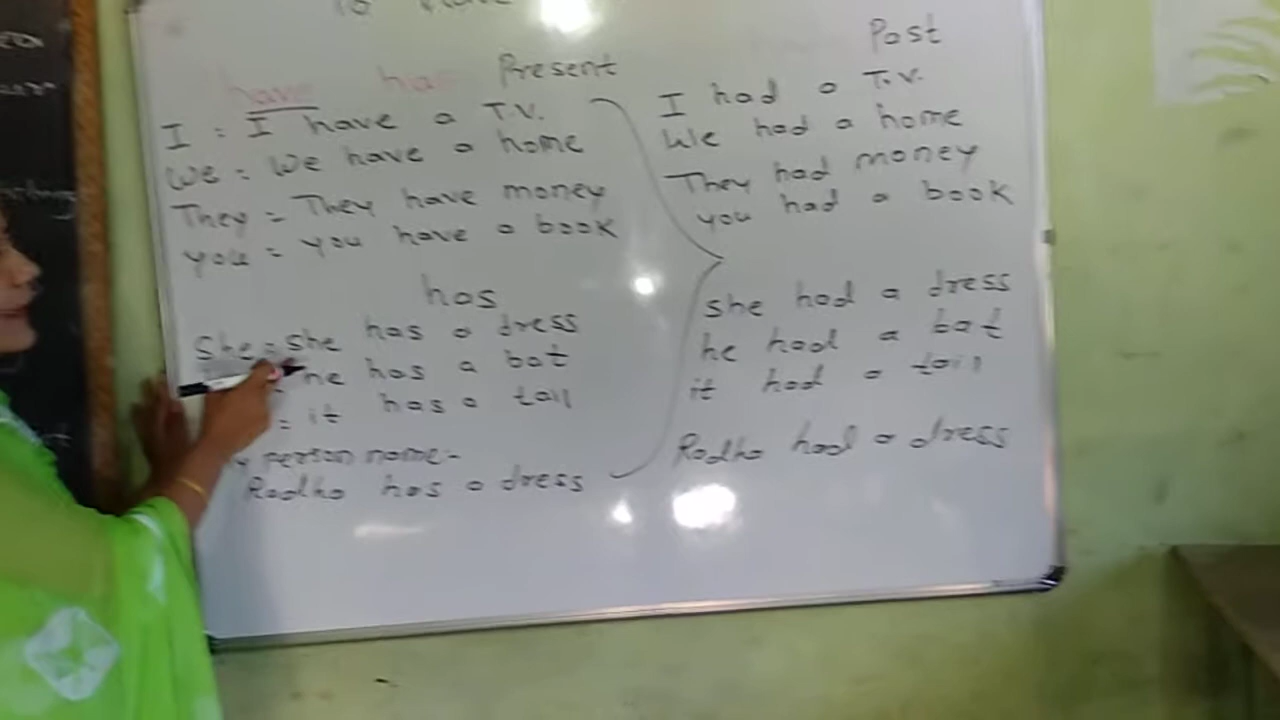 To Have
have has Present
I = I have a T.V.
We = We have a home
They = They have money
you = you have a book
has
She = she has a dress
= he has a bat
= it has a tail
person name-
Radha has a dress
Past
I had a T.V.
We had a home
They had money
you had a book
she had a dress
he had a bat
it had a tail
Radha had a dress